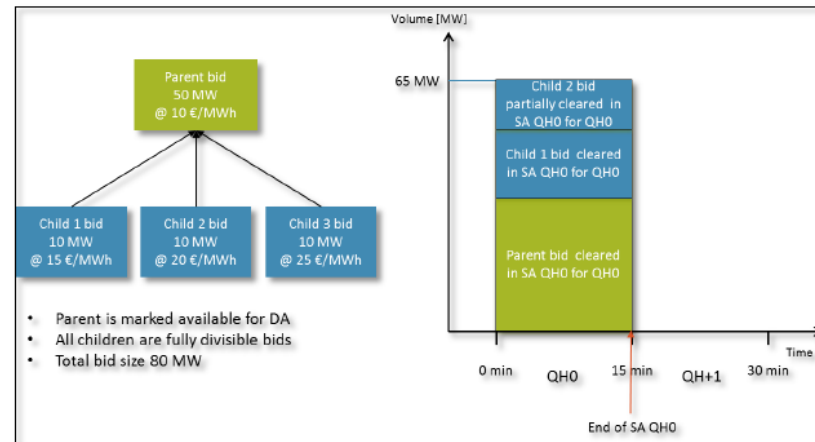 Parent bid
50 MW
@ 10 €/MWh
Child 1 bid
10 MW
@ 15 €/MWh
Child 2 bid
10 MW
@ 20 €/MWh
Child 3 bid
10 MW
@ 25 €/MWh
• Parent is marked available for DA
• All children are fully divisible bids
• Total bid size 80 MW
Volume [MW]
65 MW
Child 2 bid
partially cleared in
SA QH0 for QH0
Child 1 bid cleared
in SA QH0 for QH0
Parent bid cleared
in SA QH0 for QH0
Time
0 min
QH0
15 min
QH+1
30 min
End of SA QH0